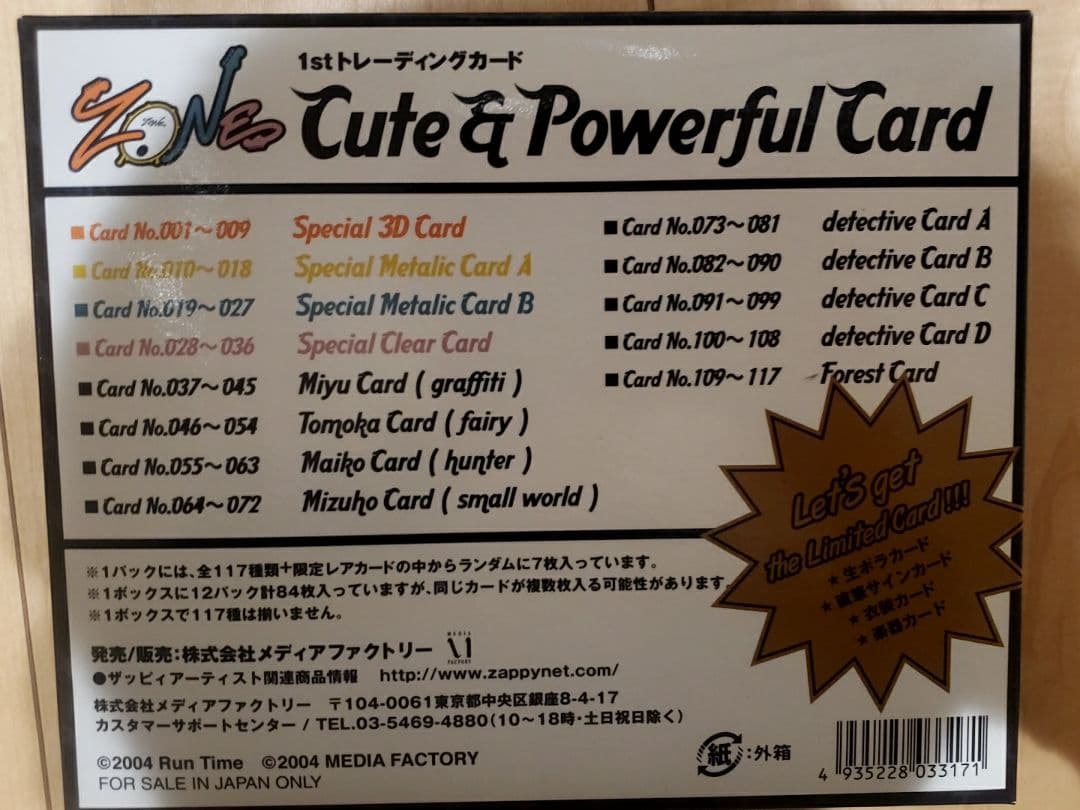 ZONE
1stトレーディングカード
Cute & Powerful Card
■Card No.001～009 Special 3D Card
■Card No.010～018 Special Metalic Card A
■Card No.019～027 Special Metalic Card B
■Card No.028～036 Special Clear Card
■Card No.037～045 Miyu Card ( graffiti )
■Card No.046～054 Tomoka Card ( fairy )
■Card No.055～063 Maiko Card ( hunter )
■Card No.064～072 Mizuho Card ( small world )
■Card No.073～081 detective Card A
■Card No.082～090 detective Card B
■Card No.091～099 detective Card C
■Card No.100～108 detective Card D
■Card No.109～117 Forest Card
Let's get
the Limited Card!!!
★生ポラカード
★直筆サインカード
★衣装カード
★楽器カード
※1パックには、全117種類+限定レアカードの中からランダムに7枚入っています。
※1ボックスに12パック計84枚入っていますが、同じカードが複数枚入る可能性があります。
※1ボックスで117種は揃いません。
発売/販売:株式会社メディアファクトリー MEDIA FACTORY
●ザッピィアーティスト関連商品情報 http://www.zappynet.com/
株式会社メディアファクトリー 〒104-0061東京都中央区銀座8-4-17
カスタマーサポートセンター / TEL.03-5469-4880(10～18時・土日祝日除く)
©2004 Run Time ©2004 MEDIA FACTORY
FOR SALE IN JAPAN ONLY
紙:外箱
4 935228 033171